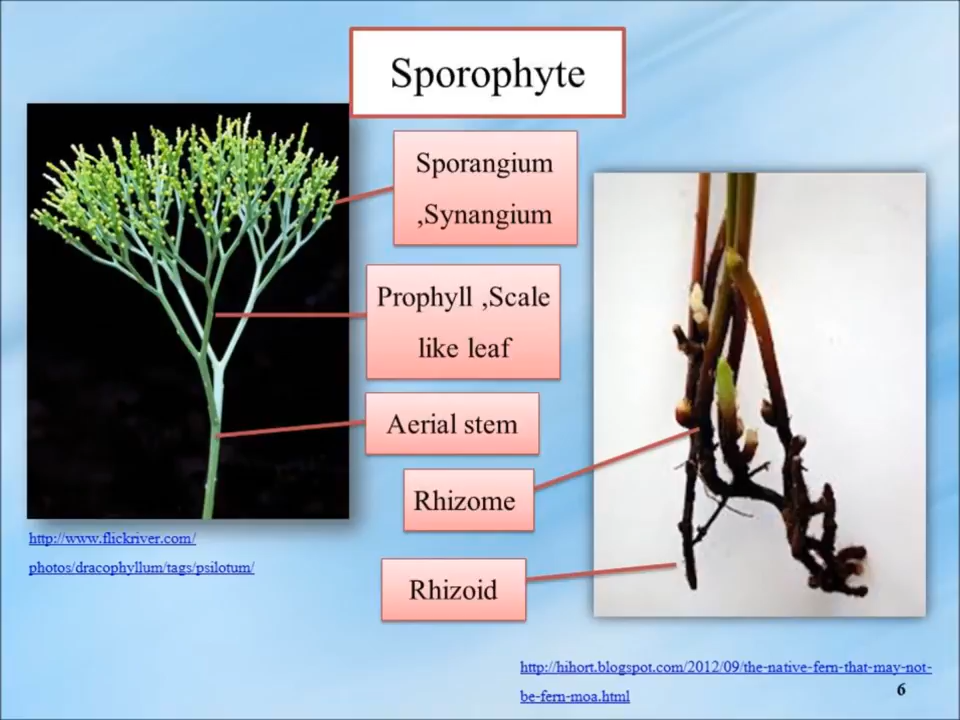 Sporophyte
Sporangium
,Synangium
Prophyll ,Scale
like leaf
Aerial stem
Rhizome
Rhizoid
http://www.flickriver.com/
photos/dracophyllum/tags/psilotum/
http://hihort.blogspot.com/2012/09/the-native-fern-that-may-not-
be-fern-moa.html
6